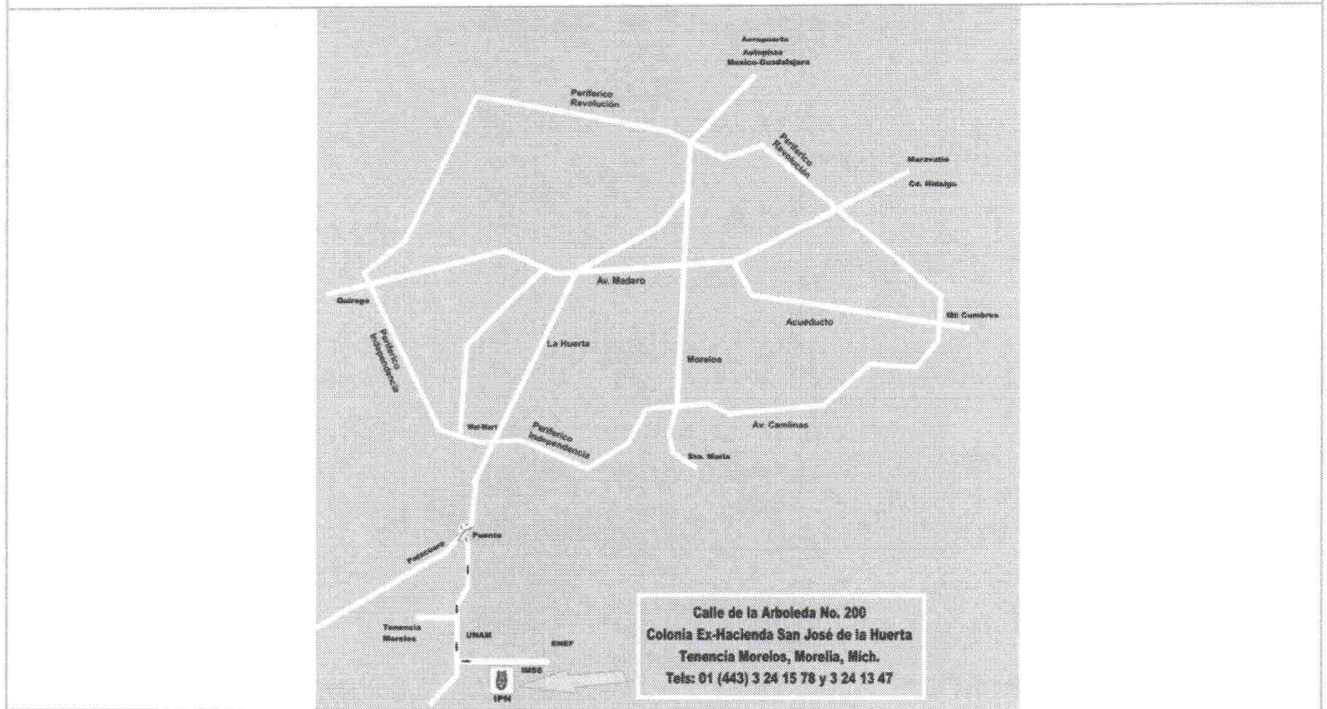 Aeropuerto
Autopista
Mexico-Guadalajara
Periferico
Revolución
Periferico
Revolución
Maravatio
Cd. Hidalgo
Av. Madero
Quiroga
Acueducto
Mil Cumbres
Periferico
Independencia
La Huerta
Morelos
Wal-Mart
Periferico
Independencia
Av. Camlinas
Sta. Maria
Puente
Patzcuaro
Tenencia
Morelos
UNAM
ENEF
IMSS
IPN
Calle de la Arboleda No. 200
Colonia Ex-Hacienda San José de la Huerta
Tenencia Morelos, Morelia, Mich.
Tels: 01 (443) 3 24 15 78 y 3 24 13 47